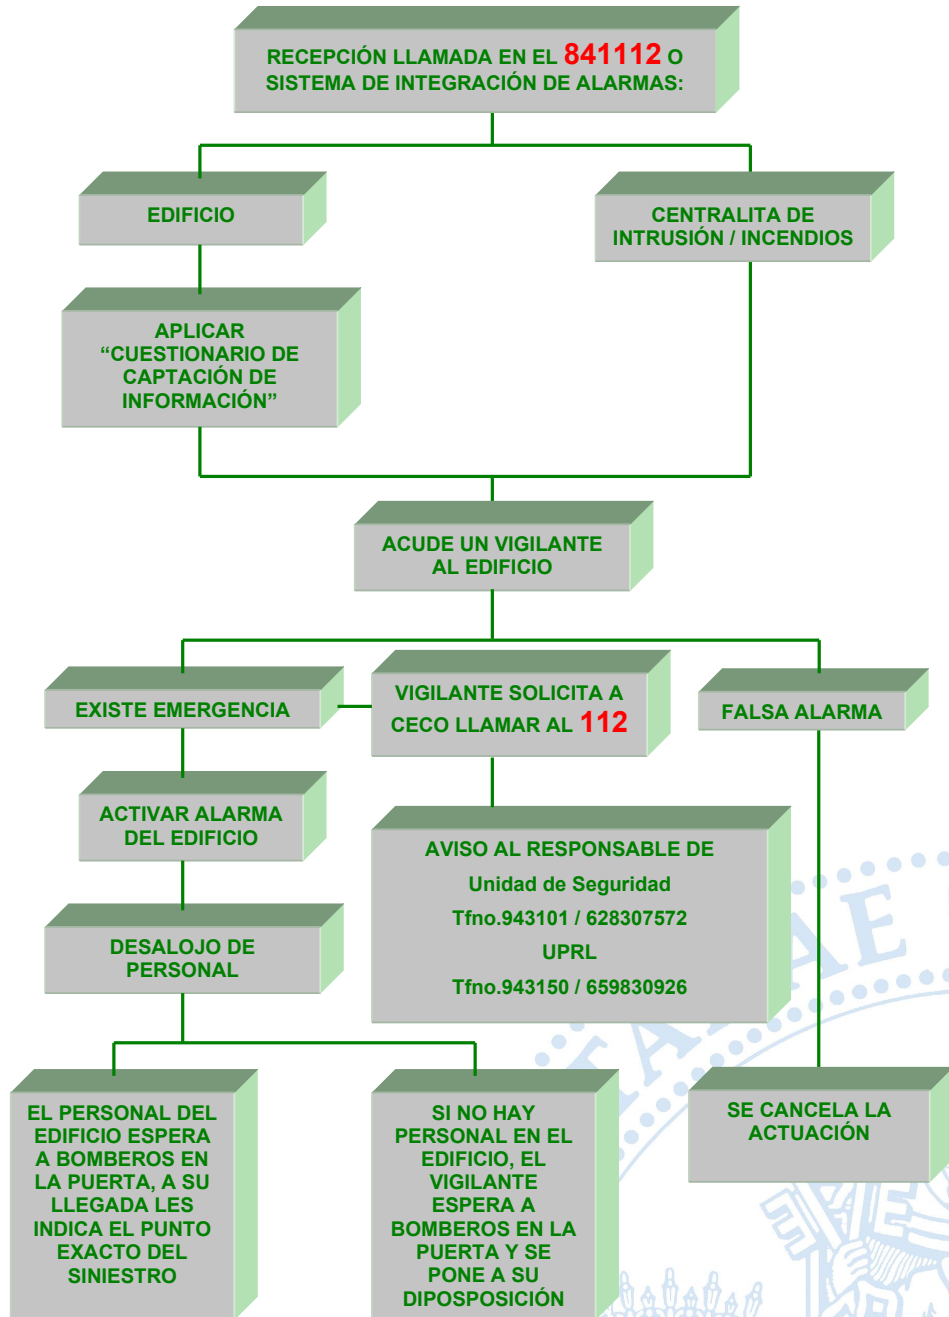 RECEPCIÓN LLAMADA EN EL 841112 O
SISTEMA DE INTEGRACIÓN DE ALARMAS:
EDIFICIO
CENTRALITA DE
INTRUSIÓN / INCENDIOS
APLICAR
“CUESTIONARIO DE
CAPTACIÓN DE
INFORMACIÓN”
ACUDE UN VIGILANTE
AL EDIFICIO
EXISTE EMERGENCIA
VIGILANTE SOLICITA A
CECO LLAMAR AL 112
FALSA ALARMA
ACTIVAR ALARMA
DEL EDIFICIO
AVISO AL RESPONSABLE DE
Unidad de Seguridad
Tfno.943101 / 628307572
UPRL
Tfno.943150 / 659830926
DESALOJO DE
PERSONAL
EL PERSONAL DEL
EDIFICIO ESPERA
A BOMBEROS EN
LA PUERTA, A SU
LLEGADA LES
INDICA EL PUNTO
EXACTO DEL
SINIESTRO
SI NO HAY
PERSONAL EN EL
EDIFICIO, EL
VIGILANTE
ESPERA A
BOMBEROS EN LA
PUERTA Y SE
PONE A SU
DIPOSPOSICIÓN
SE CANCELA LA
ACTUACIÓN